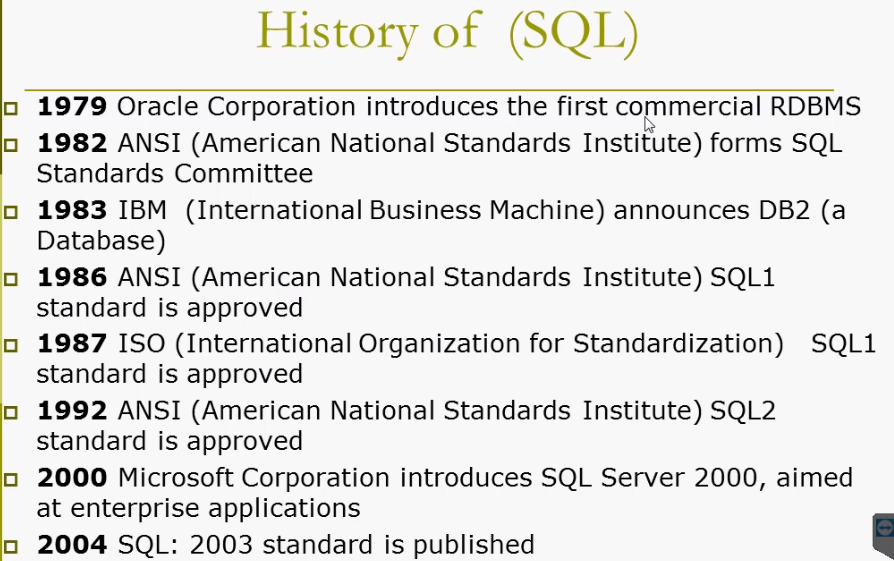 History of (SQL)
1979 Oracle Corporation introduces the first commercial RDBMS
1982 ANSI (American National Standards Institute) forms SQL
Standards Committee
1983 IBM (International Business Machine) announces DB2 (a
Database)
1986 ANSI (American National Standards Institute) SQL1
standard is approved
1987 ISO (International Organization for Standardization) SQL1
standard is approved
1992 ANSI (American National Standards Institute) SQL2
standard is approved
2000 Microsoft Corporation introduces SQL Server 2000, aimed
at enterprise applications
2004 SQL: 2003 standard is published